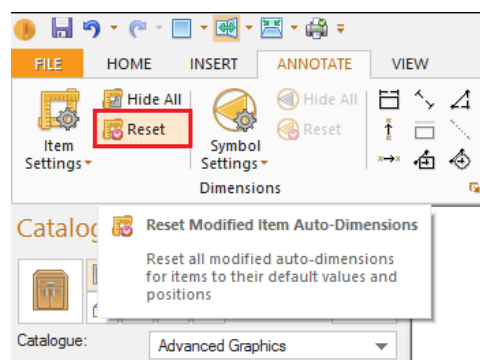 FILE HOME INSERT ANNOTATE VIEW
Hide All Hide All
Reset Reset
Item Symbol
Settings Settings
Dimensions
Reset Modified Item Auto-Dimensions
Reset all modified auto-dimensions
for items to their default values and
positions
Catalogue:
Advanced Graphics